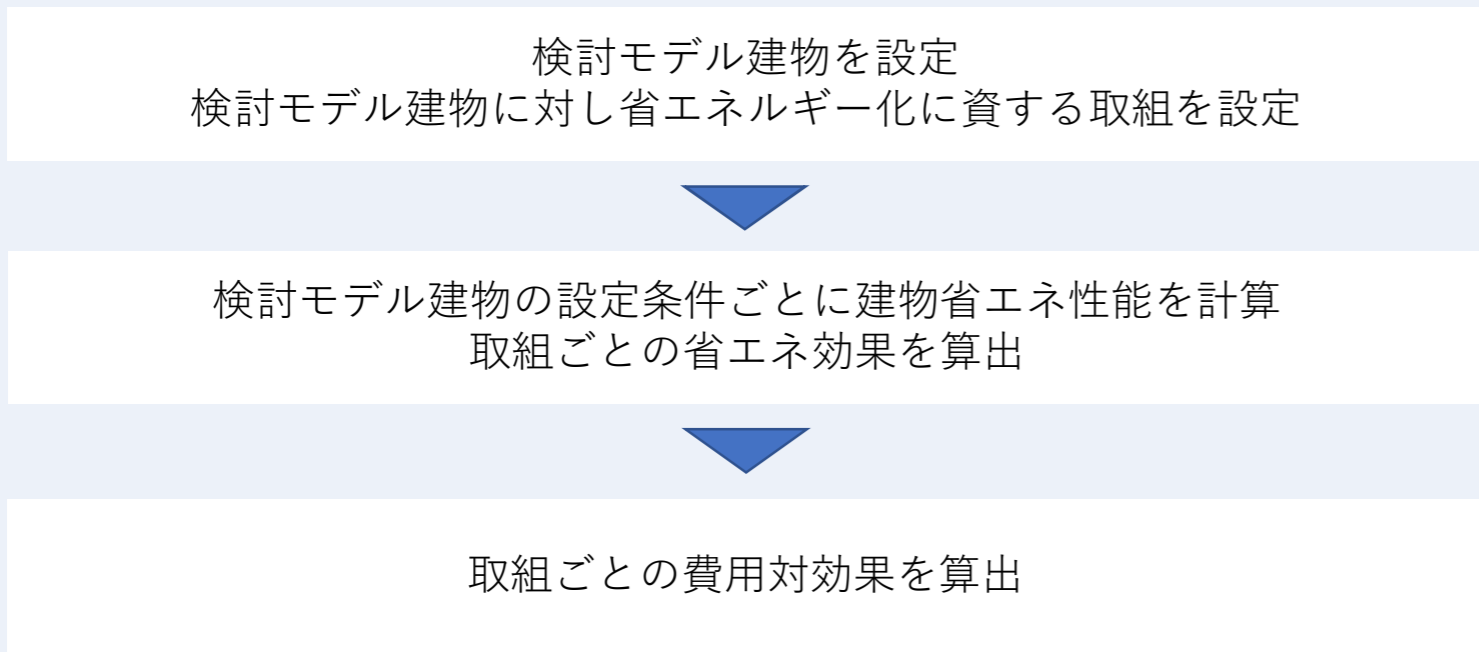 検討モデル建物を設定
検討モデル建物に対し省エネルギー化に資する取組を設定
検討モデル建物の設定条件ごとに建物省エネ性能を計算
取組ごとの省エネ効果を算出
取組ごとの費用対効果を算出